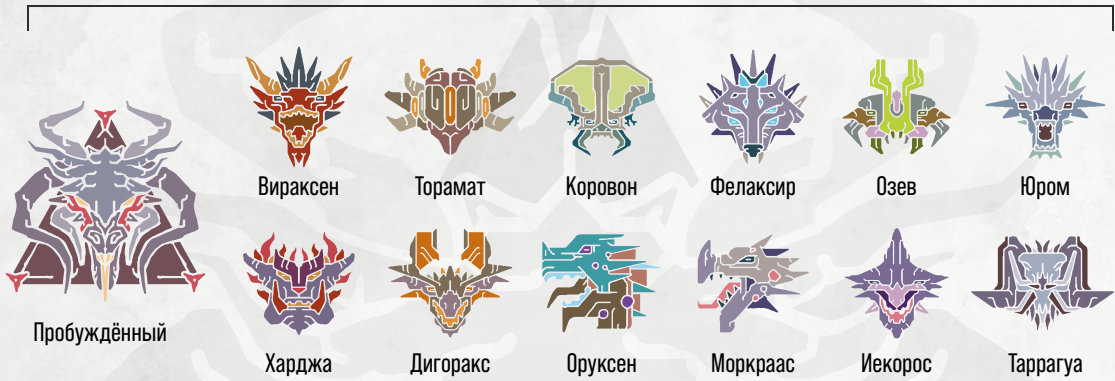 Вираксен
Торамат
Коровон
Фелаксир
Озев
Юром
Пробуждённый
Харджа
Дигоракс
Оруксен
Моркраас
Иекорос
Таррагуа